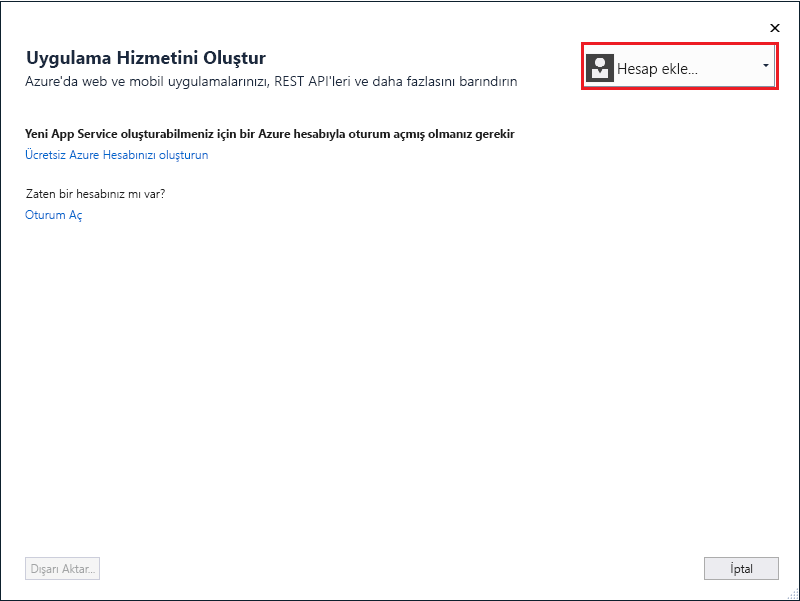 Uygulama Hizmetini Oluştur
Azure'da web ve mobil uygulamalarınızı, REST API'leri ve daha fazlasını barındırın
Hesap ekle...
Yeni App Service oluşturabilmeniz için bir Azure hesabıyla oturum açmış olmanız gerekir
Ücretsiz Azure Hesabınızı oluşturun
Zaten bir hesabınız mı var?
Oturum Aç
Dışarı Aktar...
İptal